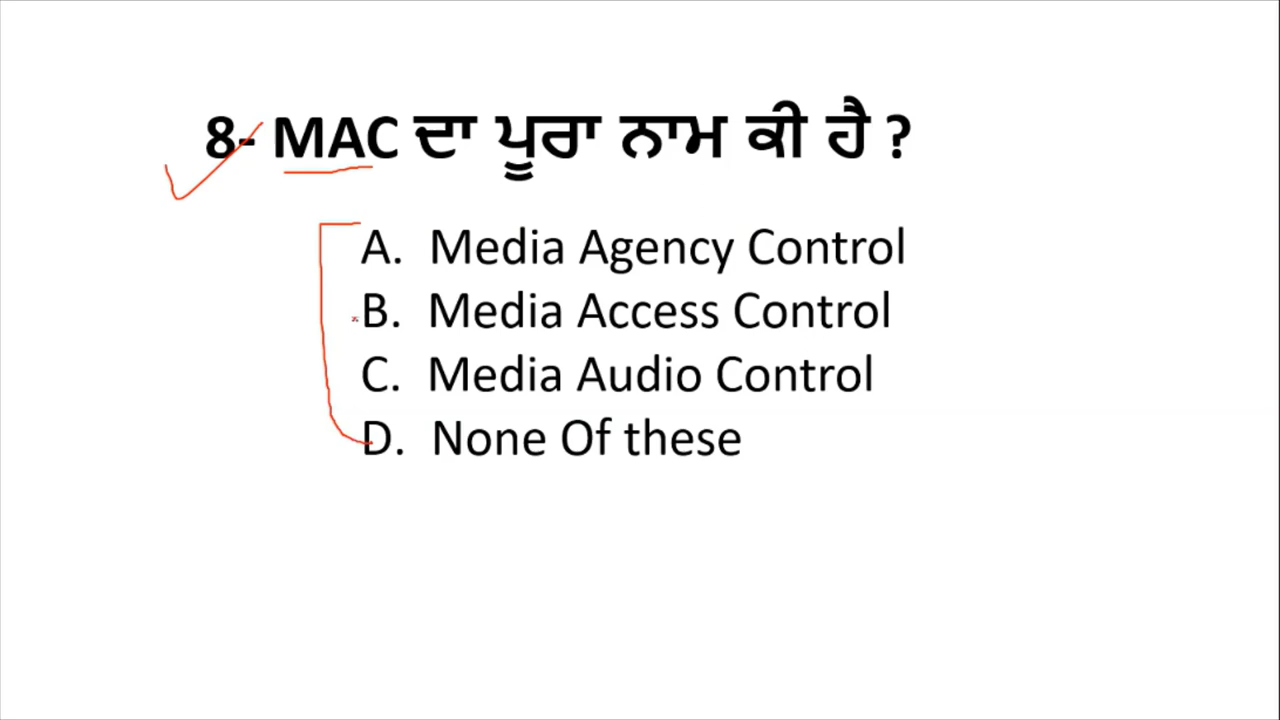 8- MAC ਦਾ ਪੂਰਾ ਨਾਮ ਕੀ ਹੈ ?
A. Media Agency Control
B. Media Access Control
C. Media Audio Control
D. None Of these